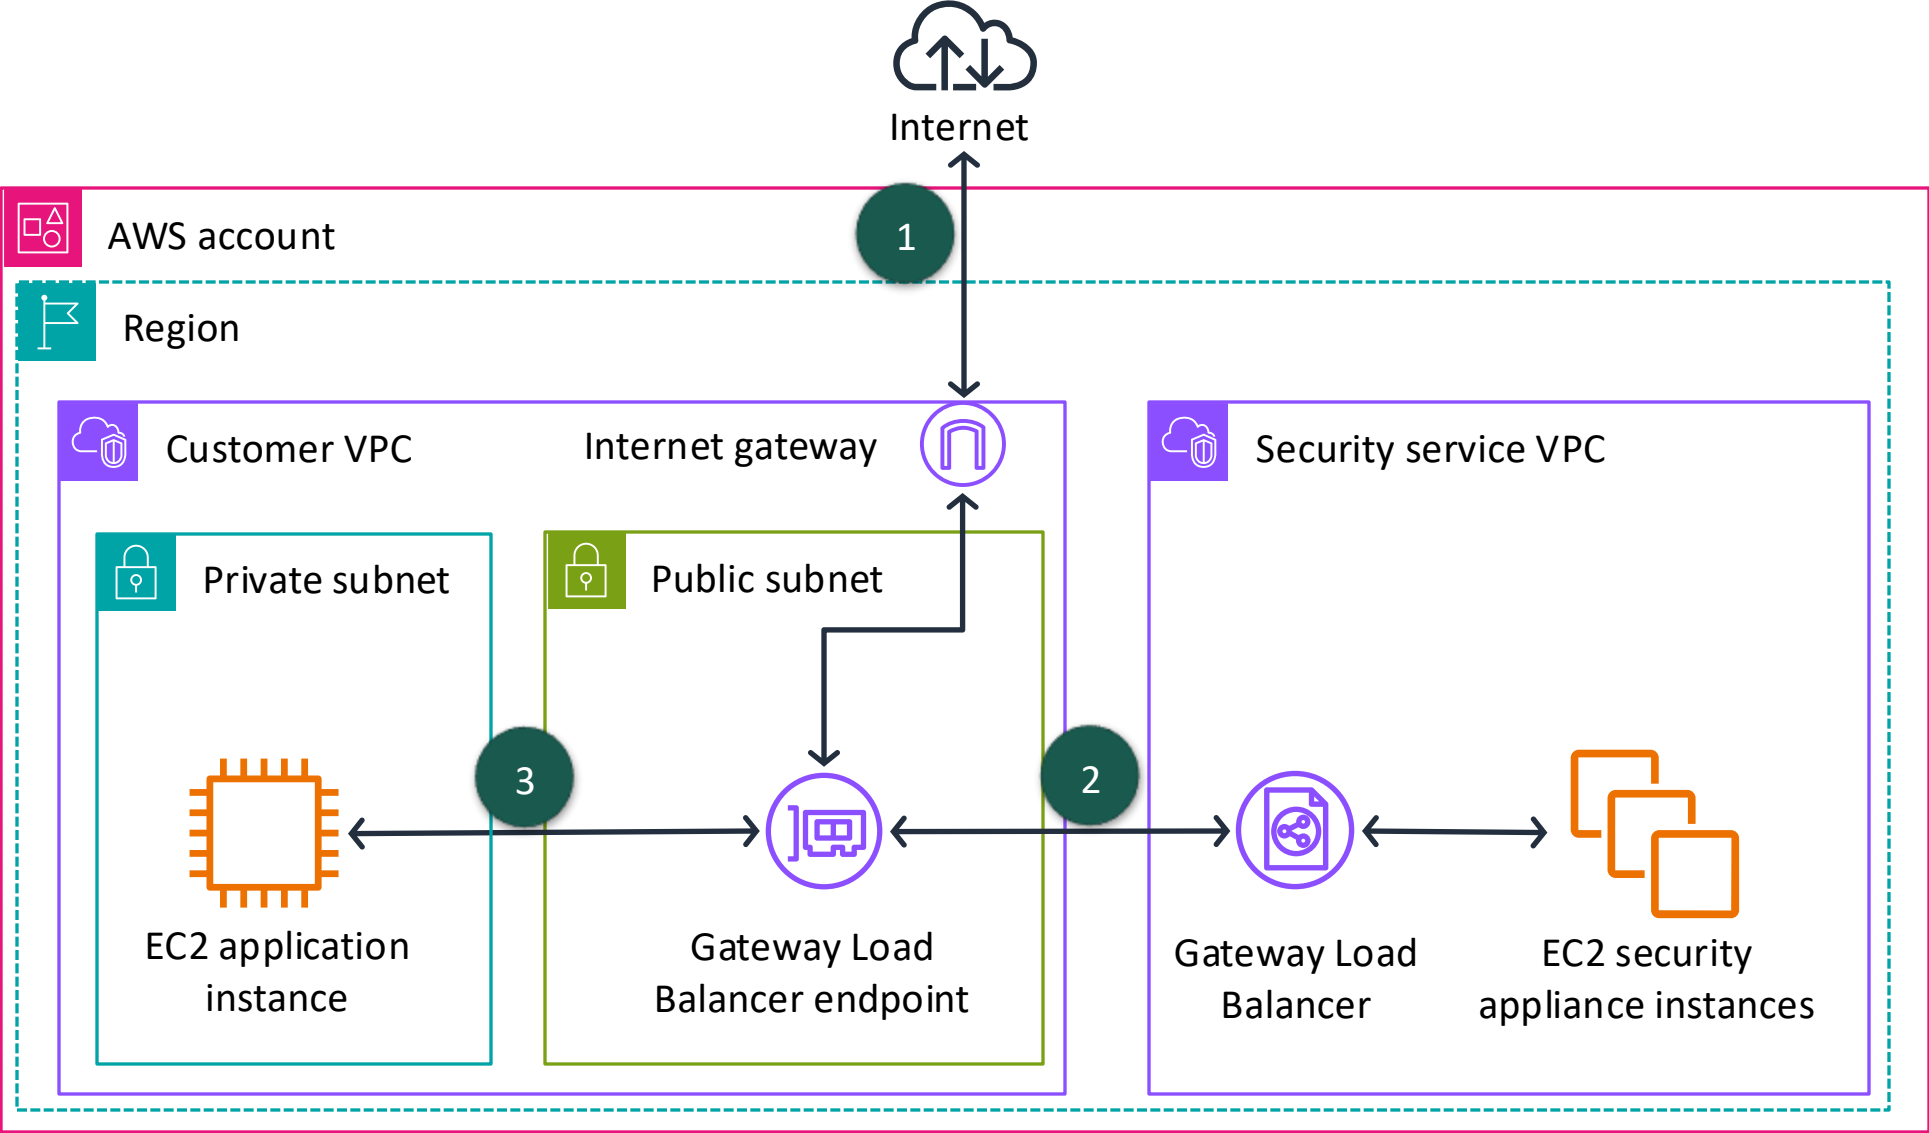 Internet
1
AWS account
Region
Customer VPC
Internet gateway
Security service VPC
Private subnet
Public subnet
3
2
EC2 application
instance
Gateway Load
Balancer endpoint
Gateway Load
Balancer
EC2 security
appliance instances